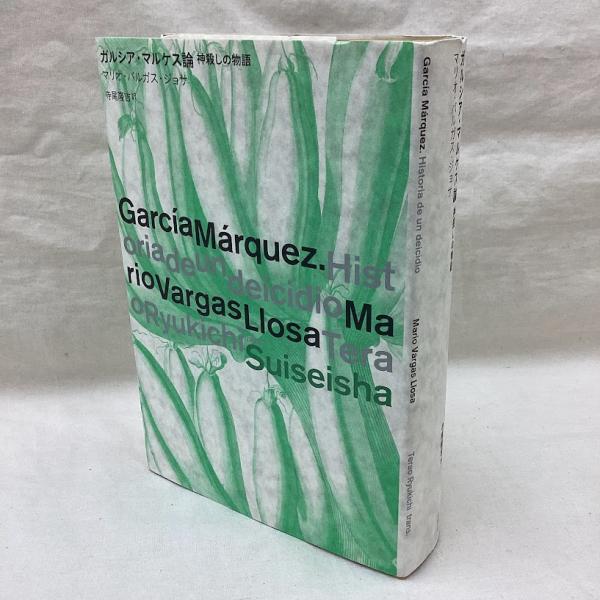 ガルシア・マルケス論 神殺しの物語
マリオ・バルガス・ジョサ
寺尾隆吉 訳
GarcíaMárquez.Hist
oriadeundeicidioMa
rioVargasLlosaTera
oRyukichi
Suiseisha
García Márquez. Historia de un deicidio
Mario Vargas Llosa
Terao Ryukichi, trans.